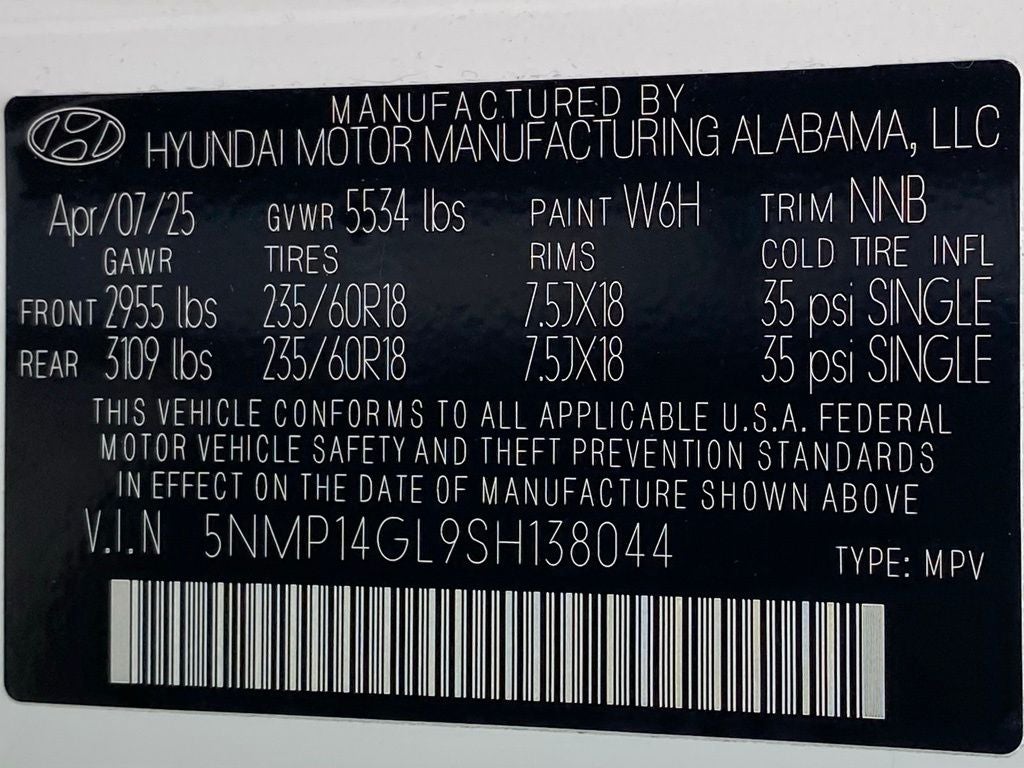 MANUFACTURED BY
HYUNDAI MOTOR MANUFACTURING ALABAMA, LLC
Apr/07/25 GVWR 5534 lbs PAINT W6H TRIM NNB
GAWR TIRES RIMS COLD TIRE INFL
FRONT 2955 lbs 235/60R18 7.5JX18 35 psi SINGLE
REAR 3109 lbs 235/60R18 7.5JX18 35 psi SINGLE
THIS VEHICLE CONFORMS TO ALL APPLICABLE U.S.A. FEDERAL
MOTOR VEHICLE SAFETY AND THEFT PREVENTION STANDARDS
IN EFFECT ON THE DATE OF MANUFACTURE SHOWN ABOVE
V.I.N 5NMP14GL9SH138044 TYPE: MPV